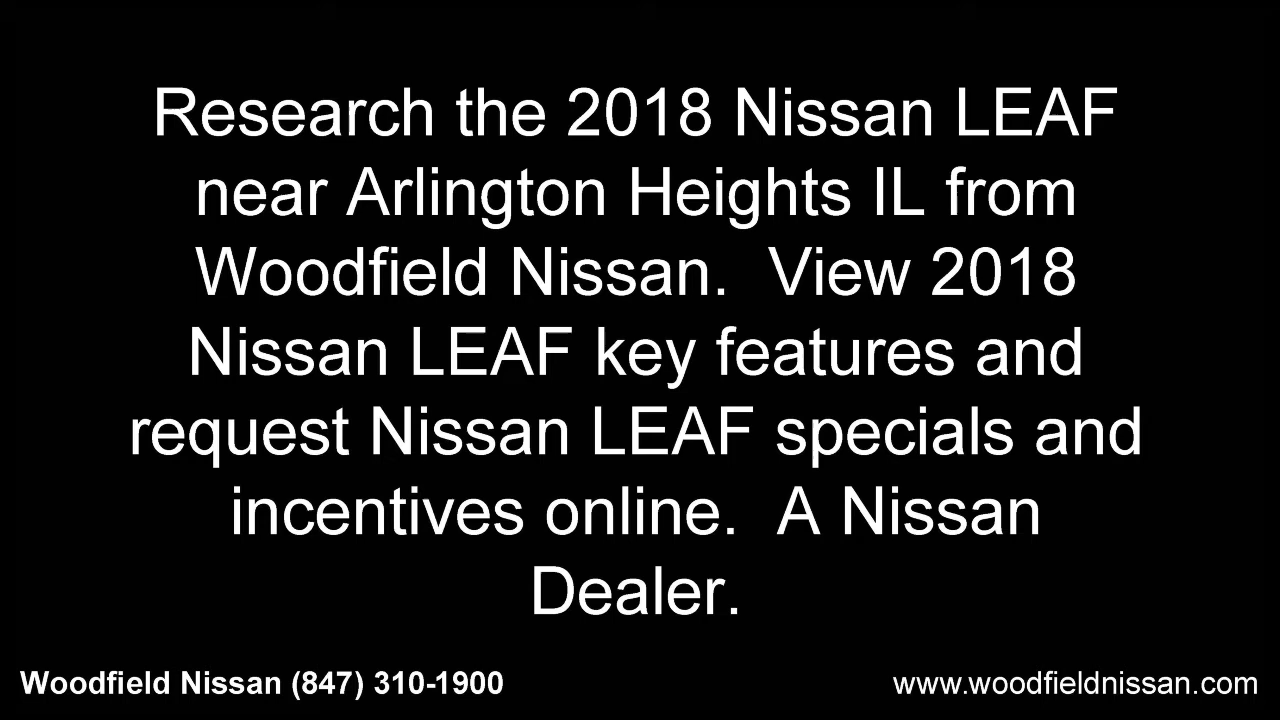 Research the 2018 Nissan LEAF
near Arlington Heights IL from
Woodfield Nissan.  View 2018
Nissan LEAF key features and
request Nissan LEAF specials and
incentives online.  A Nissan
Dealer.
Woodfield Nissan (847) 310-1900
www.woodfieldnissan.com